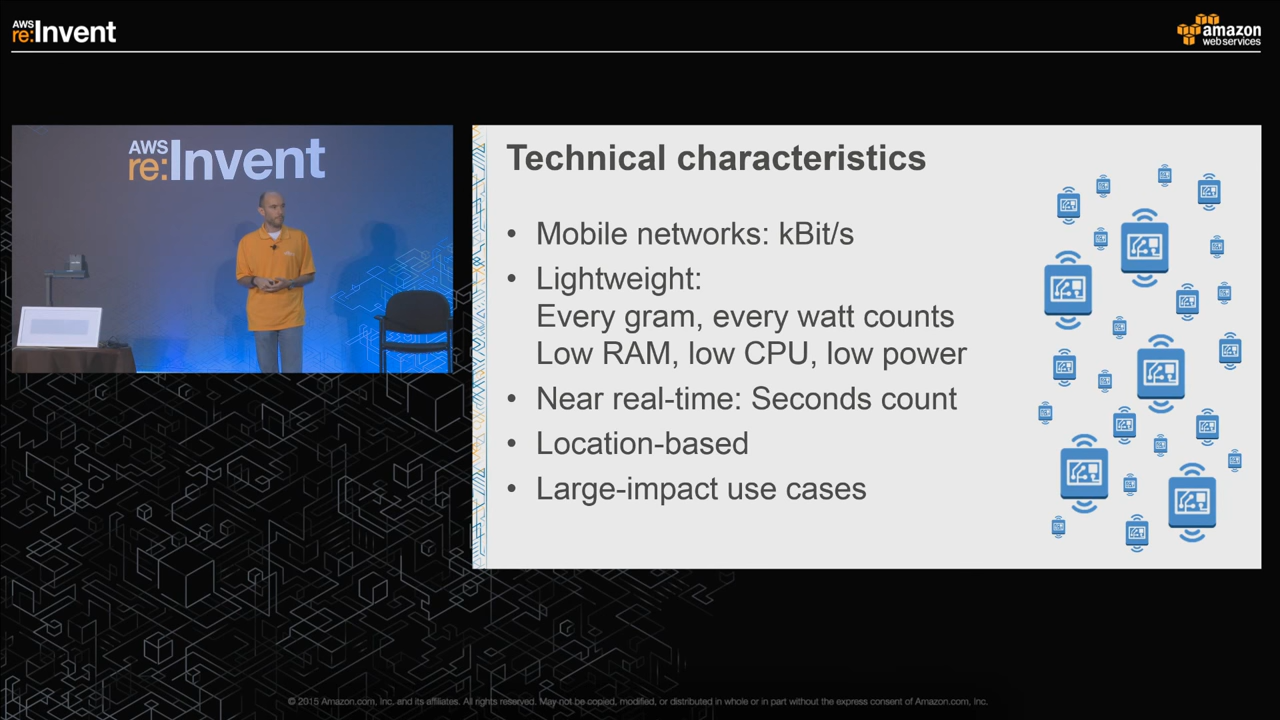 AWS
re:Invent
amazon
web services
AWS
re:Invent
Technical characteristics
• Mobile networks: kBit/s
• Lightweight:
Every gram, every watt counts
Low RAM, low CPU, low power
• Near real-time: Seconds count
• Location-based
• Large-impact use cases
© 2015 Amazon.com, Inc. and its affiliates. All rights reserved. May not be copied, modified, or distributed in whole or in part without the express consent of Amazon.com, Inc.